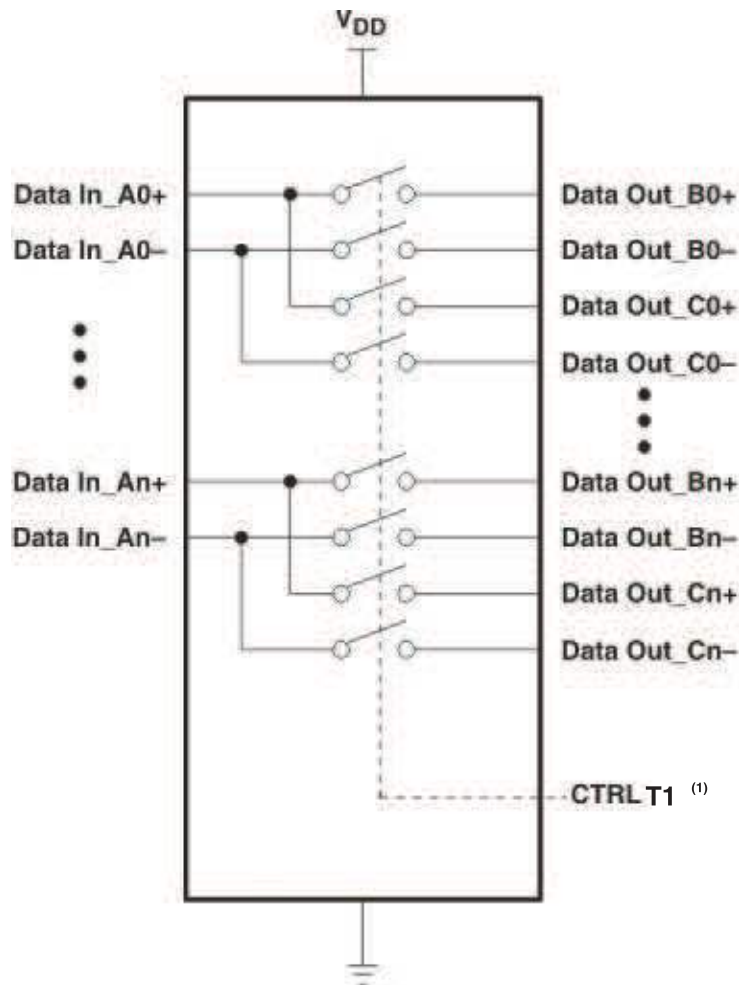 VDD
Data In_A0+
Data Out_B0+
Data In_A0–
Data Out_B0–
Data Out_C0+
Data Out_C0–
Data In_An+
Data Out_Bn+
Data In_An–
Data Out_Bn–
Data Out_Cn+
Data Out_Cn–
CTRL T1 (1)